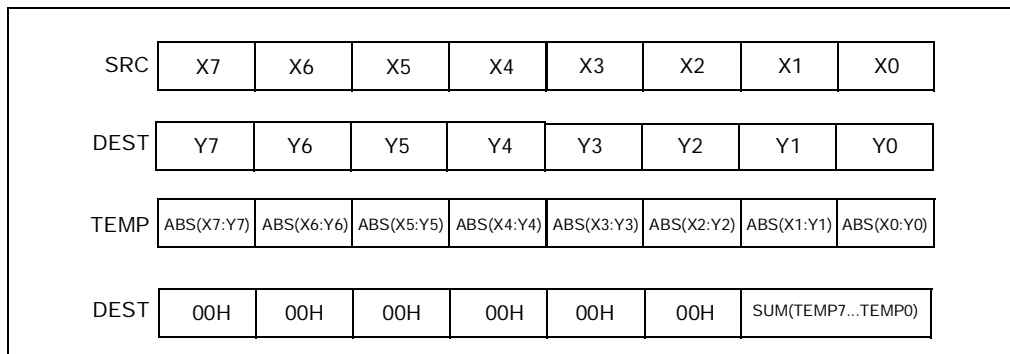 SRC X7 X6 X5 X4 X3 X2 X1 X0
DEST Y7 Y6 Y5 Y4 Y3 Y2 Y1 Y0
TEMP ABS(X7:Y7) ABS(X6:Y6) ABS(X5:Y5) ABS(X4:Y4) ABS(X3:Y3) ABS(X2:Y2) ABS(X1:Y1) ABS(X0:Y0)
DEST 00H 00H 00H 00H 00H 00H SUM(TEMP7...TEMP0)